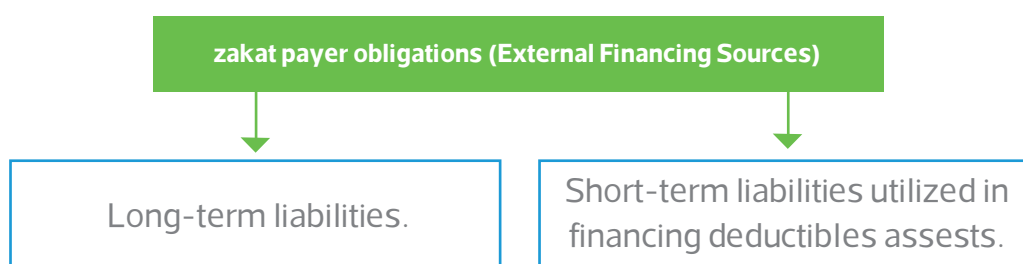 zakat payer obligations (External Financing Sources)
Long-term liabilities.
Short-term liabilities utilized in
financing deductibles assests.